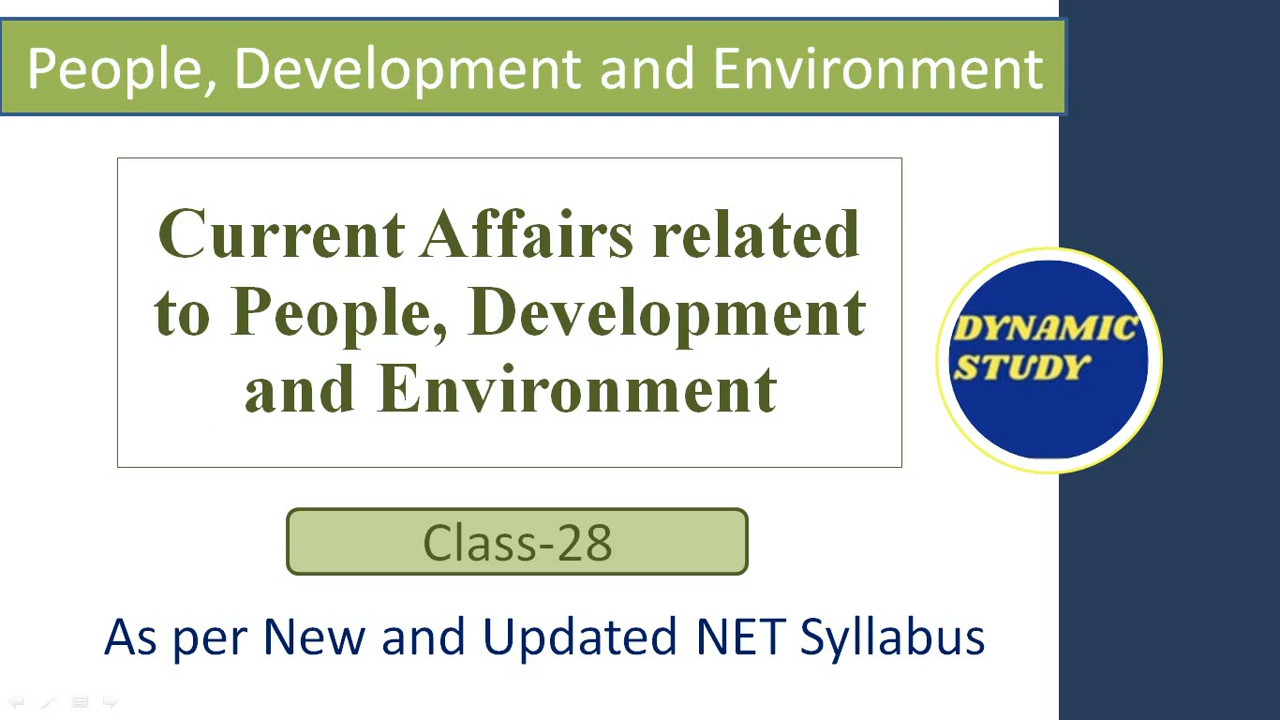 People, Development and Environment
Current Affairs related
to People, Development
and Environment
DYNAMIC
STUDY
Class-28
As per New and Updated NET Syllabus